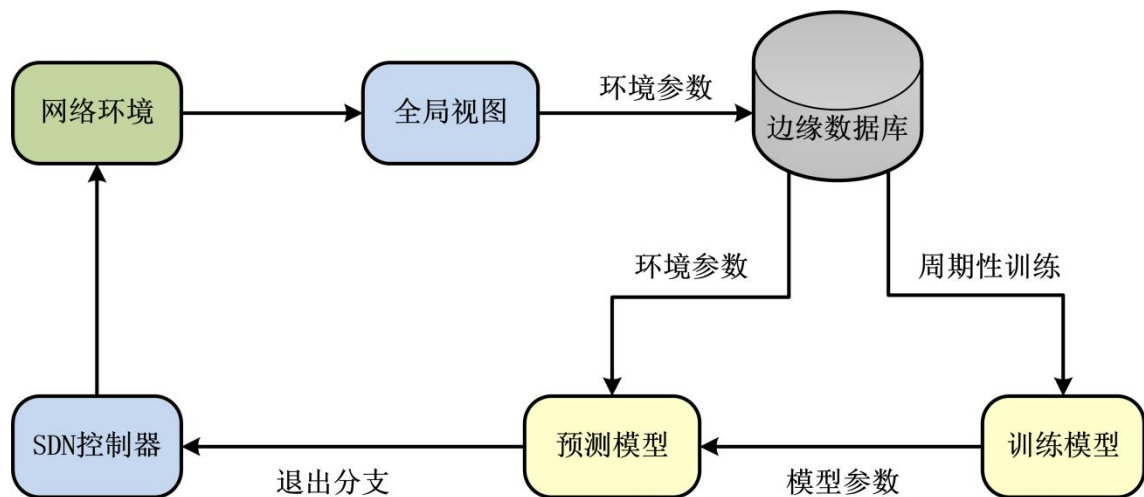 网络环境
全局视图
环境参数
边缘数据库
环境参数
周期性训练
SDN控制器
退出分支
预测模型
模型参数
训练模型